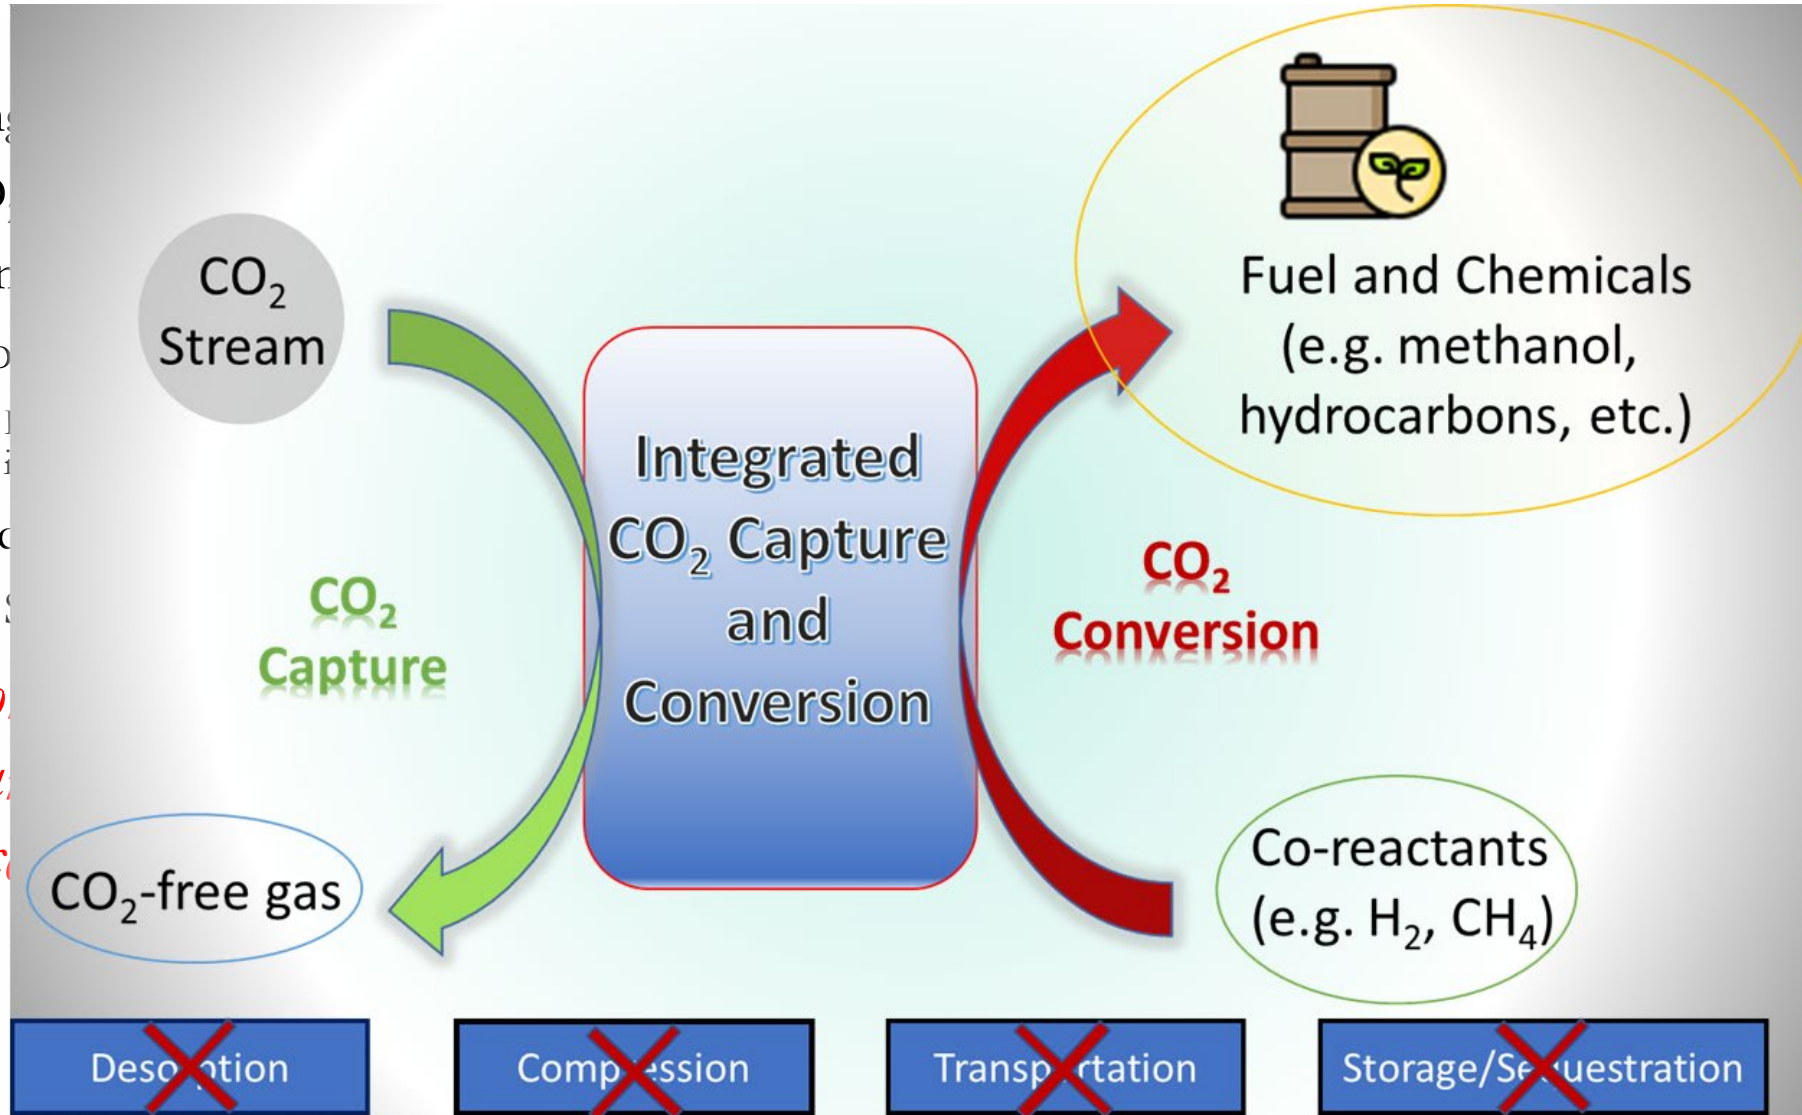 CO₂
Stream
Fuel and Chemicals
(e.g. methanol,
hydrocarbons, etc.)
Integrated
CO₂ Capture
and
Conversion
CO₂
Capture
CO₂
Conversion
CO₂-free gas
Co-reactants
(e.g. H₂, CH₄)
Desorption
Compression
Transportation
Storage/Sequestration